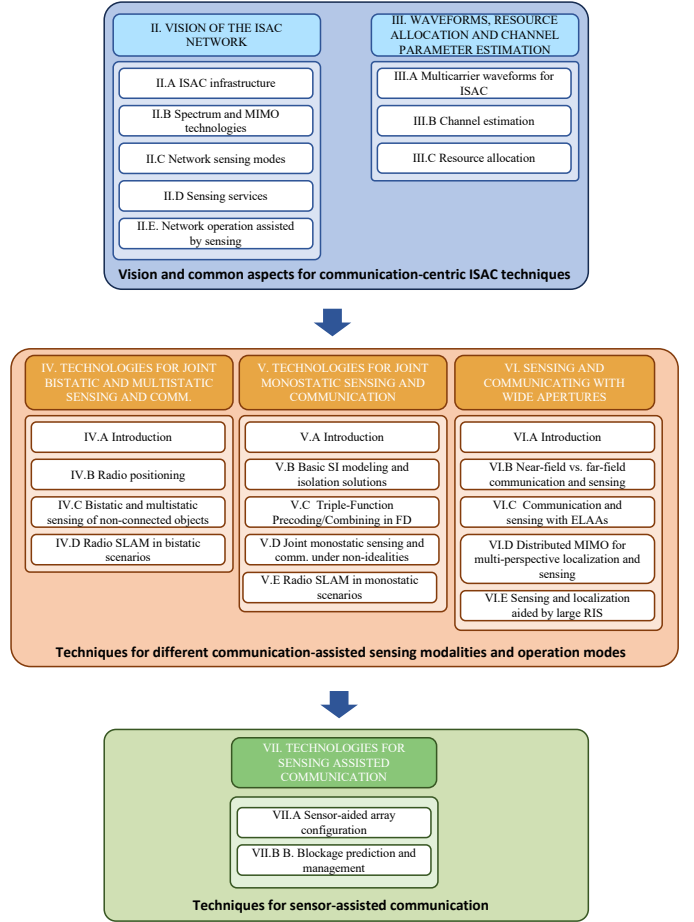 II. VISION OF THE ISAC
NETWORK
II.A ISAC infrastructure
II.B Spectrum and MIMO
technologies
II.C Network sensing modes
II.D Sensing services
II.E. Network operation assisted
by sensing
III. WAVEFORMS, RESOURCE
ALLOCATION AND CHANNEL
PARAMETER ESTIMATION
III.A Multicarrier waveforms for
ISAC
III.B Channel estimation
III.C Resource allocation
Vision and common aspects for communication-centric ISAC techniques
IV. TECHNOLOGIES FOR JOINT
BISTATIC AND MULTISTATIC
SENSING AND COMM.
IV.A Introduction
IV.B Radio positioning
IV.C Bistatic and multistatic
sensing of non-connected objects
IV.D Radio SLAM in bistatic
scenarios
V. TECHNOLOGIES FOR JOINT
MONOSTATIC SENSING AND
COMMUNICATION
V.A Introduction
V.B Basic SI modeling and
isolation solutions
V.C Triple-Function
Precoding/Combining in FD
V.D Joint monostatic sensing and
comm. under non-idealities
V.E Radio SLAM in monostatic
scenarios
VI. SENSING AND
COMMUNICATING WITH
WIDE APERTURES
VI.A Introduction
VI.B Near-field vs. far-field
communication and sensing
VI.C Communication and
sensing with ELAAs
VI.D Distributed MIMO for
multi-perspective localization and
sensing
VI.E Sensing and localization
aided by large RIS
Techniques for different communication-assisted sensing modalities and operation modes
VII. TECHNOLOGIES FOR
SENSING ASSISTED
COMMUNICATION
VII.A Sensor-aided array
configuration
VII.B B. Blockage prediction and
management
Techniques for sensor-assisted communication